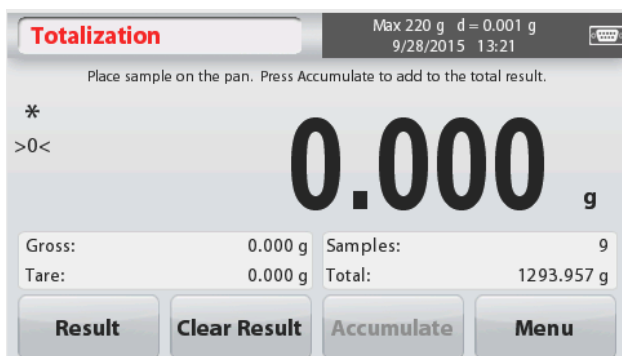 Totalization
Max 220 g  d = 0.001 g
9/28/2015  13:21
Place sample on the pan. Press Accumulate to add to the total result.
*
>0<
0.000 g
Gross: 0.000 g
Tare: 0.000 g
Samples: 9
Total: 1293.957 g
Result
Clear Result
Accumulate
Menu